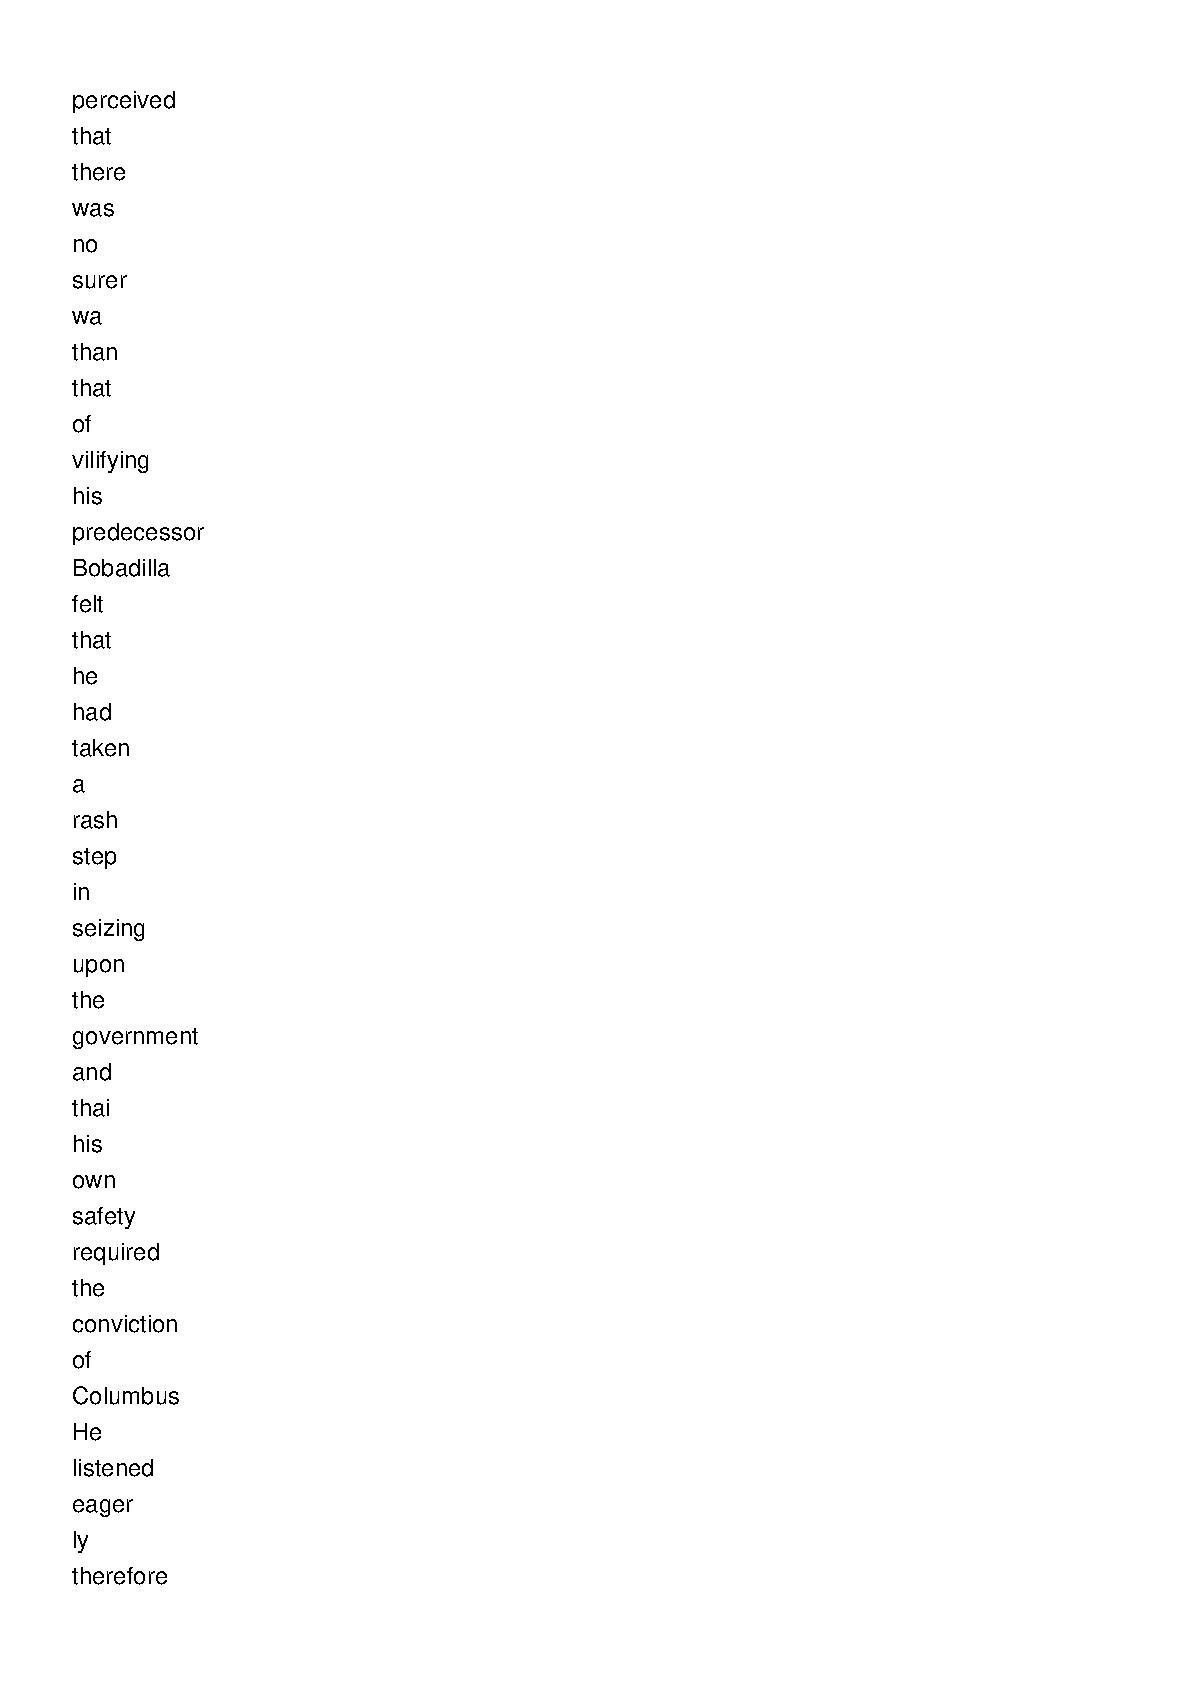 perceived
that
there
was
no
surer
wa
than
that
of
vilifying
his
predecessor
Bobadilla
felt
that
he
had
taken
a
rash
step
in
seizing
upon
the
government
and
thai
his
own
safety
required
the
conviction
of
Columbus
He
listened
eager
ly
therefore